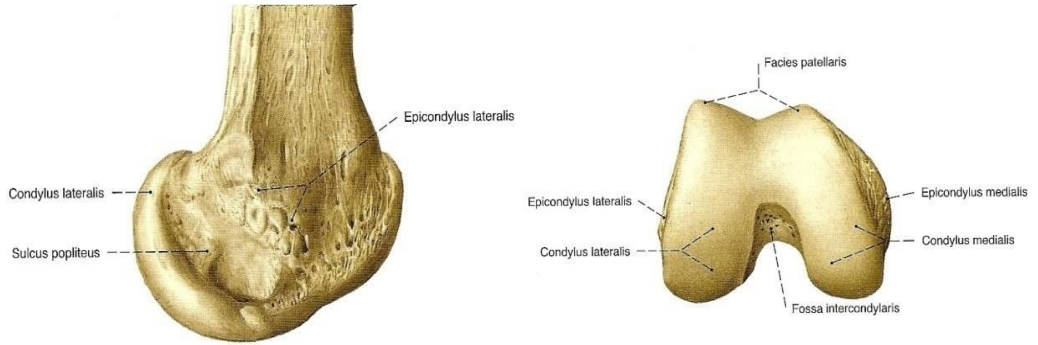 Epicondylus lateralis
Condylus lateralis
Sulcus popliteus
Facies patellaris
Epicondylus lateralis
Epicondylus medialis
Condylus lateralis
Condylus medialis
Fossa intercondylaris